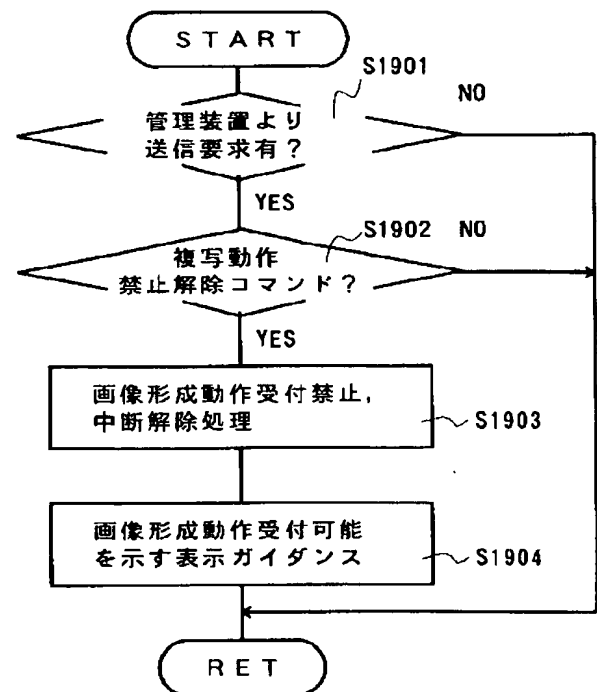 START
S1901
NO
管理装置より
送信要求有？
YES
S1902 NO
複写動作
禁止解除コマンド？
YES
画像形成動作受付禁止，
中断解除処理
S1903
画像形成動作受付可能
を示す表示ガイダンス
S1904
RET